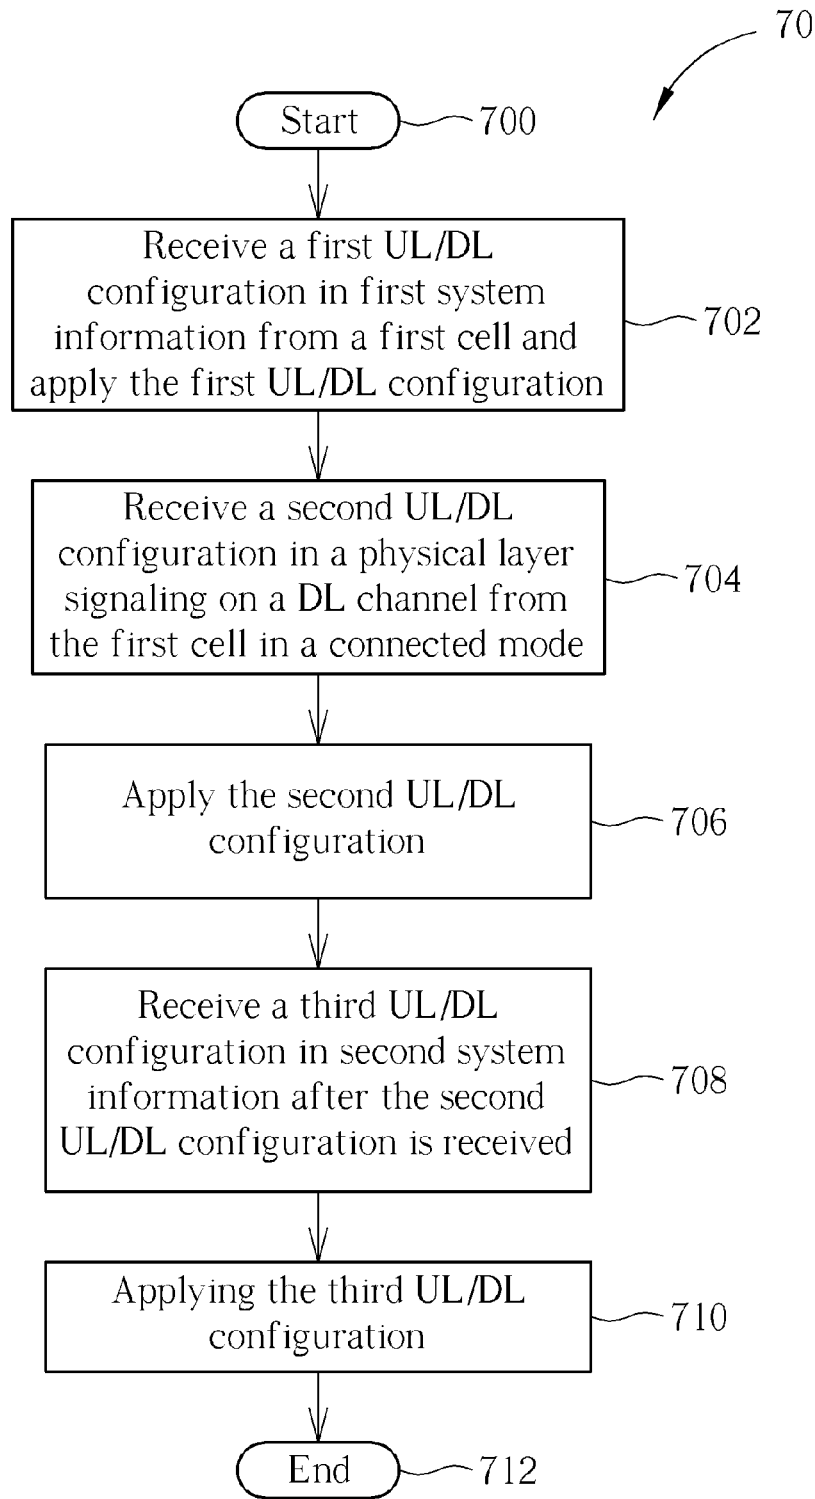 70
Start
700
Receive a first UL/DL
configuration in first system
information from a first cell and
apply the first UL/DL configuration
702
Receive a second UL/DL
configuration in a physical layer
signaling on a DL channel from
the first cell in a connected mode
704
Apply the second UL/DL
configuration
706
Receive a third UL/DL
configuration in second system
information after the second
UL/DL configuration is received
708
Applying the third UL/DL
configuration
710
End
712